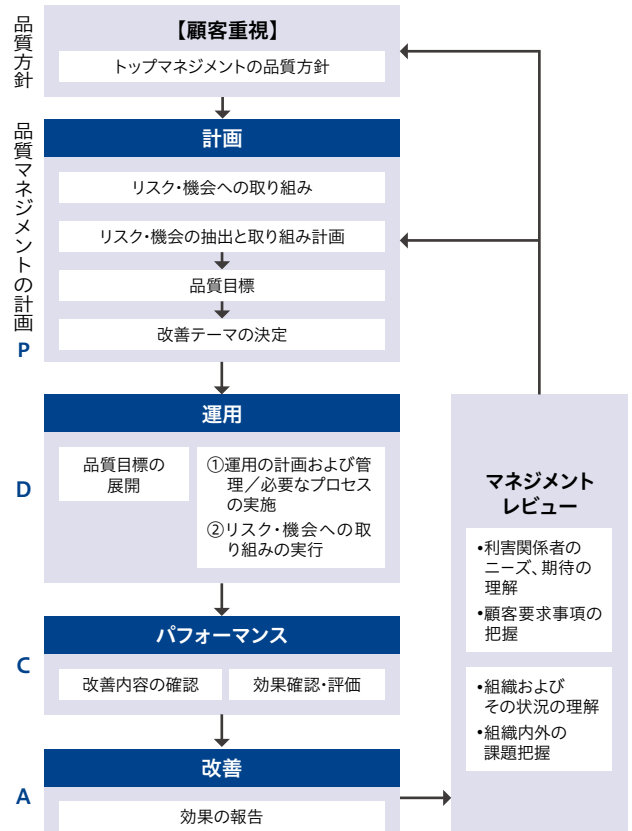 品質方針
【顧客重視】
トップマネジメントの品質方針
品質マネジメントの計画
P
計画
リスク・機会への取り組み
リスク・機会の抽出と取り組み計画
品質目標
改善テーマの決定
D
運用
品質目標の
展開
①運用の計画および管
理／必要なプロセス
の実施
②リスク・機会への取
り組みの実行
C
パフォーマンス
改善内容の確認
効果確認・評価
A
改善
効果の報告
マネジメント
レビュー
•利害関係者の
ニーズ、期待の
理解
•顧客要求事項の
把握
•組織および
その状況の理解
•組織内外の
課題把握